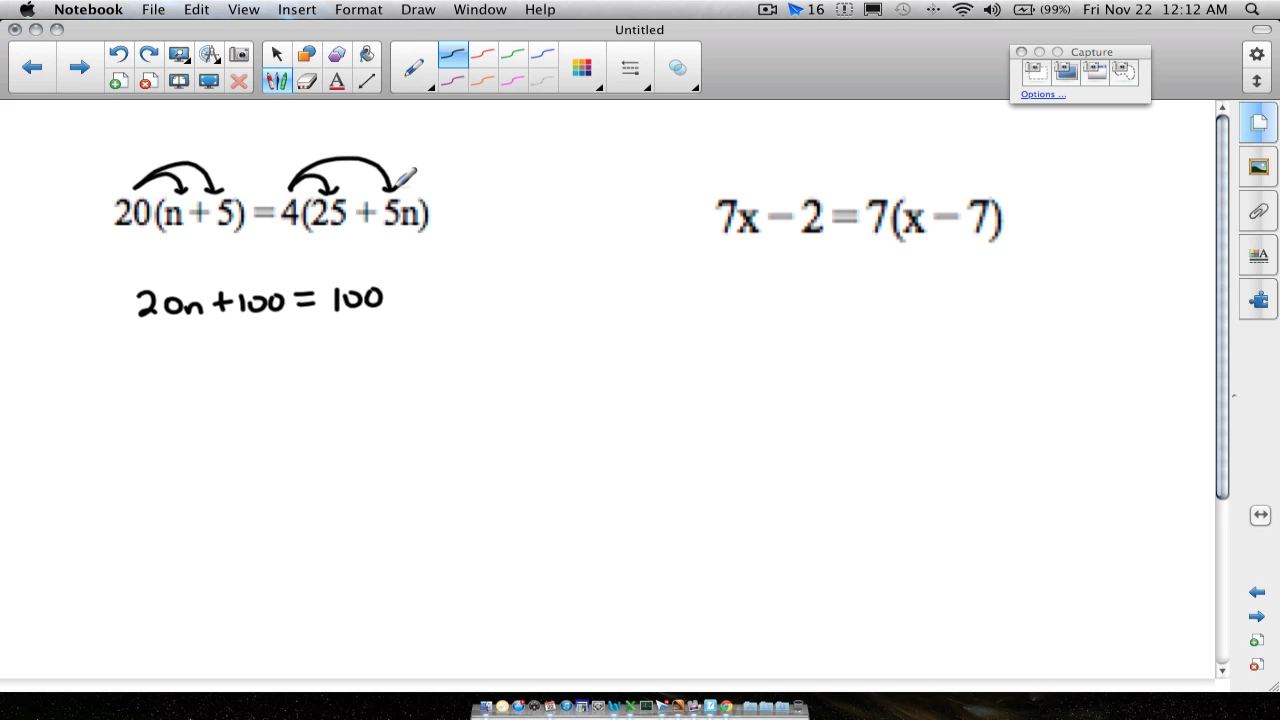 Notebook File Edit View Insert Format Draw Window Help 16 (99%) Fri Nov 22 12:12 AM
Untitled
Capture
Options ...
20(n + 5) = 4(25 + 5n)
7x − 2 = 7(x − 7)
20n + 100 = 100